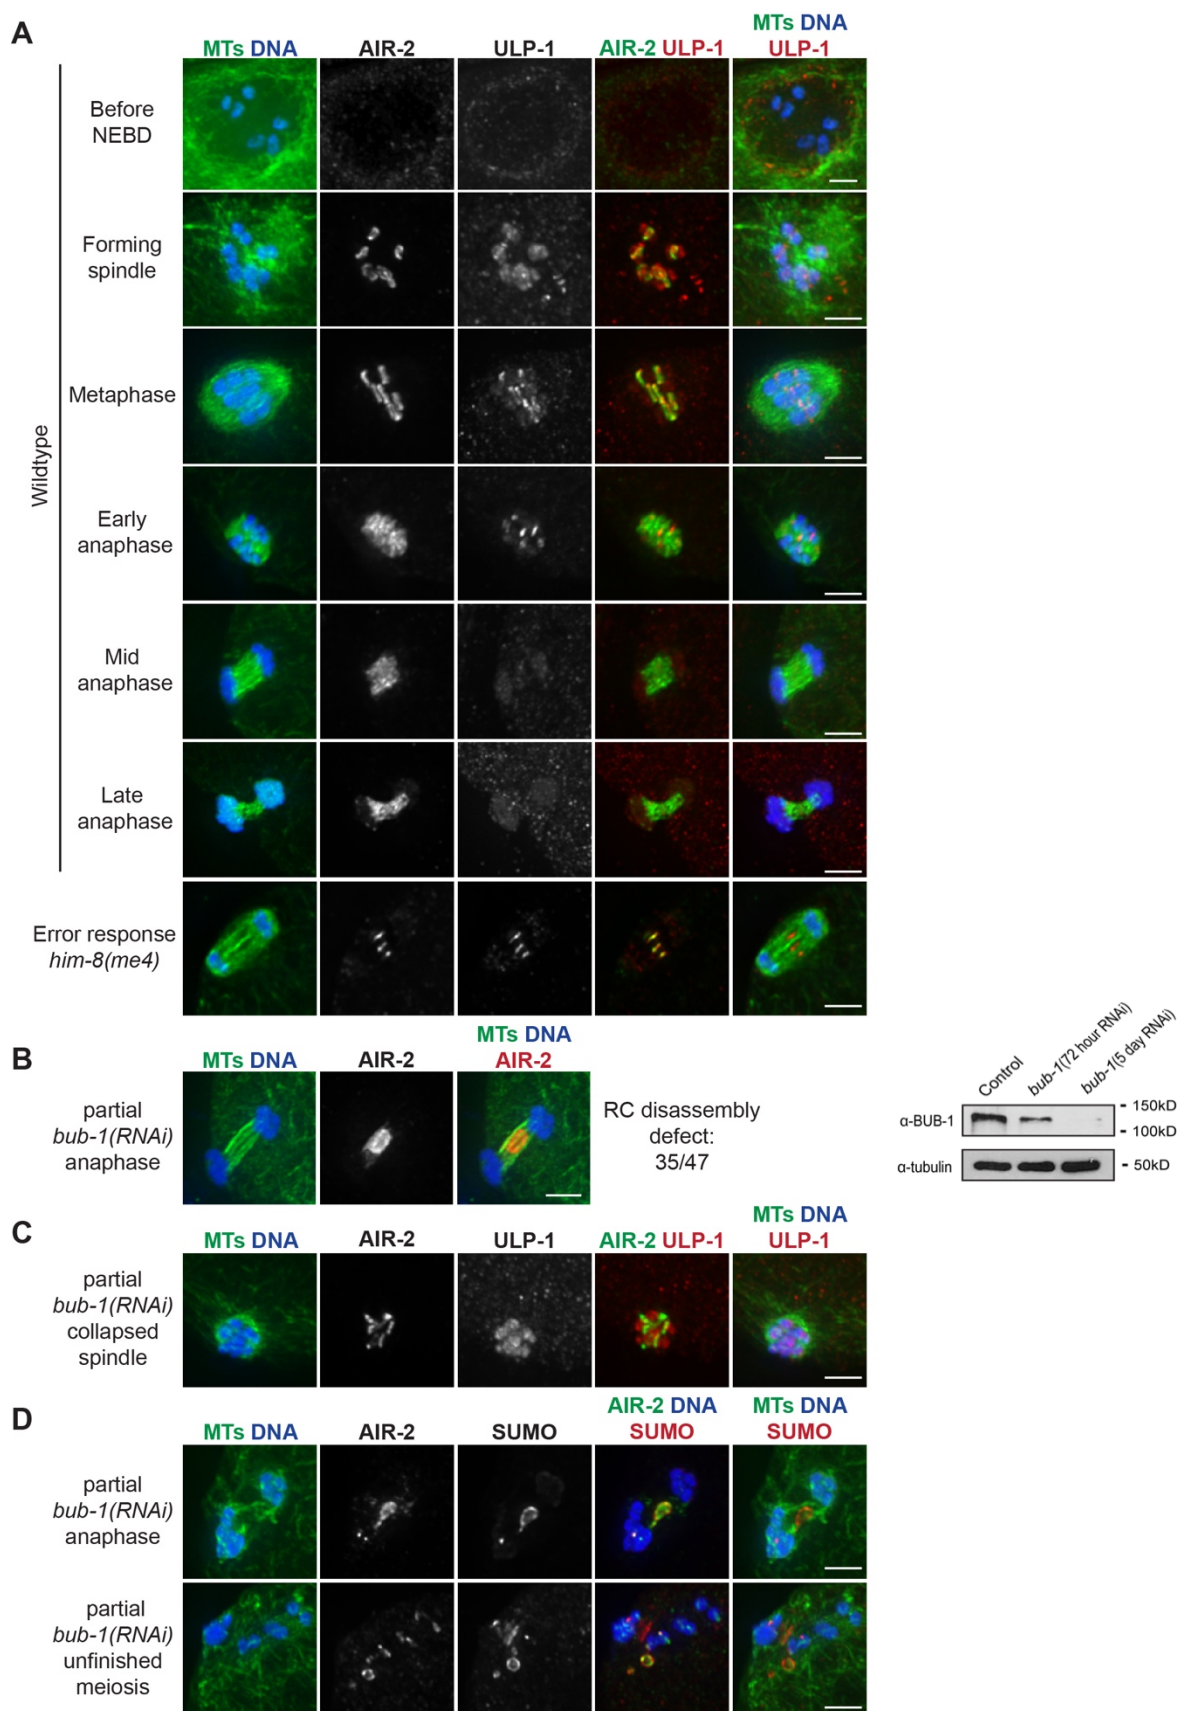 A
MTs DNA
AIR-2
ULP-1
AIR-2 ULP-1
MTs DNA
ULP-1
Wildtype
Before
NEBD
Forming
spindle
Metaphase
Early
anaphase
Mid
anaphase
Late
anaphase
Error response
him-8(me4)
B
MTs DNA
AIR-2
MTs DNA
AIR-2
partial
bub-1(RNAi)
anaphase
RC disassembly
defect:
35/47
Control
bub-1(72 hour RNAi)
bub-1(5 day RNAi)
α-BUB-1
- 150kD
- 100kD
α-tubulin
- 50kD
C
MTs DNA
AIR-2
ULP-1
AIR-2 ULP-1
MTs DNA
ULP-1
partial
bub-1(RNAi)
collapsed
spindle
D
MTs DNA
AIR-2
SUMO
AIR-2 DNA
SUMO
MTs DNA
SUMO
partial
bub-1(RNAi)
anaphase
partial
bub-1(RNAi)
unfinished
meiosis